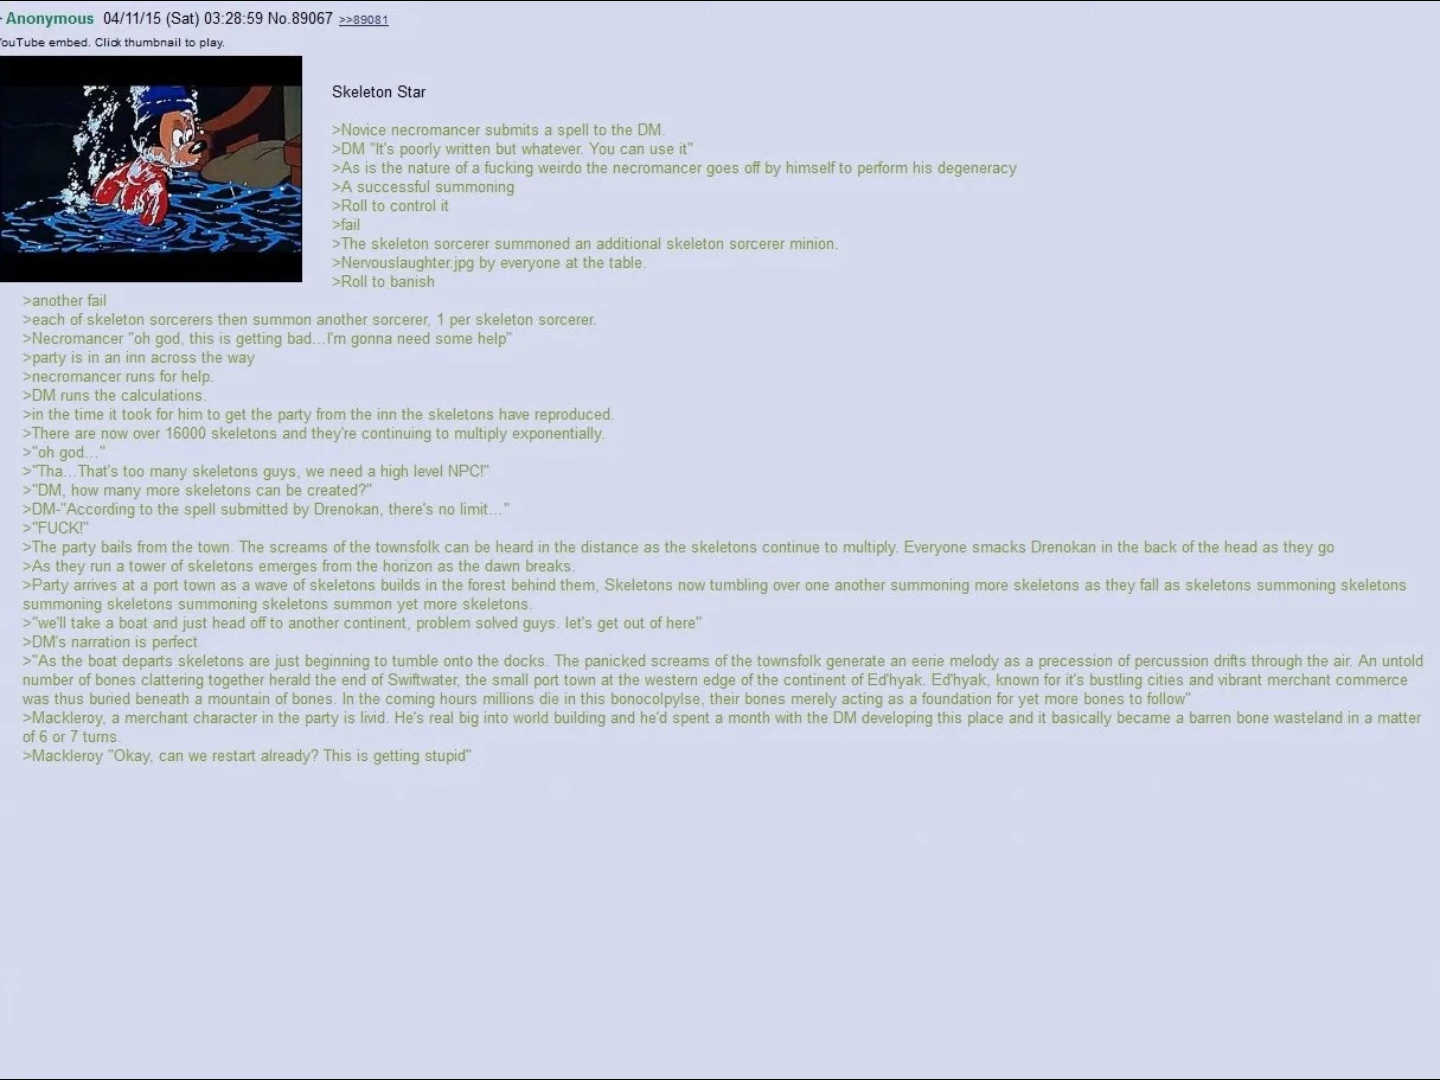 Anonymous 04/11/15 (Sat) 03:28:59 No.89067 >>89081
YouTube embed. Click thumbnail to play.
Skeleton Star
>Novice necromancer submits a spell to the DM.
>DM "It's poorly written but whatever. You can use it"
>As is the nature of a fucking weirdo the necromancer goes off by himself to perform his degeneracy
>A successful summoning
>Roll to control it
>fail
>The skeleton sorcerer summoned an additional skeleton sorcerer minion.
>Nervouslaughter.jpg by everyone at the table.
>Roll to banish
>another fail
>each of skeleton sorcerers then summon another sorcerer, 1 per skeleton sorcerer.
>Necromancer "oh god, this is getting bad...I'm gonna need some help"
>party is in an inn across the way
>necromancer runs for help.
>DM runs the calculations.
>in the time it took for him to get the party from the inn the skeletons have reproduced.
>There are now over 16000 skeletons and they're continuing to multiply exponentially.
>"oh god..."
>"Tha...That's too many skeletons guys, we need a high level NPC!"
>"DM, how many more skeletons can be created?"
>DM-"According to the spell submitted by Drenokan, there's no limit..."
>"FUCK!"
>The party bails from the town. The screams of the townsfolk can be heard in the distance as the skeletons continue to multiply. Everyone smacks Drenokan in the back of the head as they go
>As they run a tower of skeletons emerges from the horizon as the dawn breaks.
>Party arrives at a port town as a wave of skeletons builds in the forest behind them, Skeletons now tumbling over one another summoning more skeletons as they fall as skeletons summoning skeletons
summoning skeletons summoning skeletons summon yet more skeletons.
>"we'll take a boat and just head off to another continent, problem solved guys. let's get out of here"
>DM's narration is perfect
>"As the boat departs skeletons are just beginning to tumble onto the docks. The panicked screams of the townsfolk generate an eerie melody as a precession of percussion drifts through the air. An untold
number of bones clattering together herald the end of Swiftwater, the small port town at the western edge of the continent of Ed'hyak. Ed'hyak, known for it's bustling cities and vibrant merchant commerce
was thus buried beneath a mountain of bones. In the coming hours millions die in this bonocolpylse, their bones merely acting as a foundation for yet more bones to follow"
>Mackleroy, a merchant character in the party is livid. He's real big into world building and he'd spent a month with the DM developing this place and it basically became a barren bone wasteland in a matter
of 6 or 7 turns.
>Mackleroy "Okay, can we restart already? This is getting stupid"